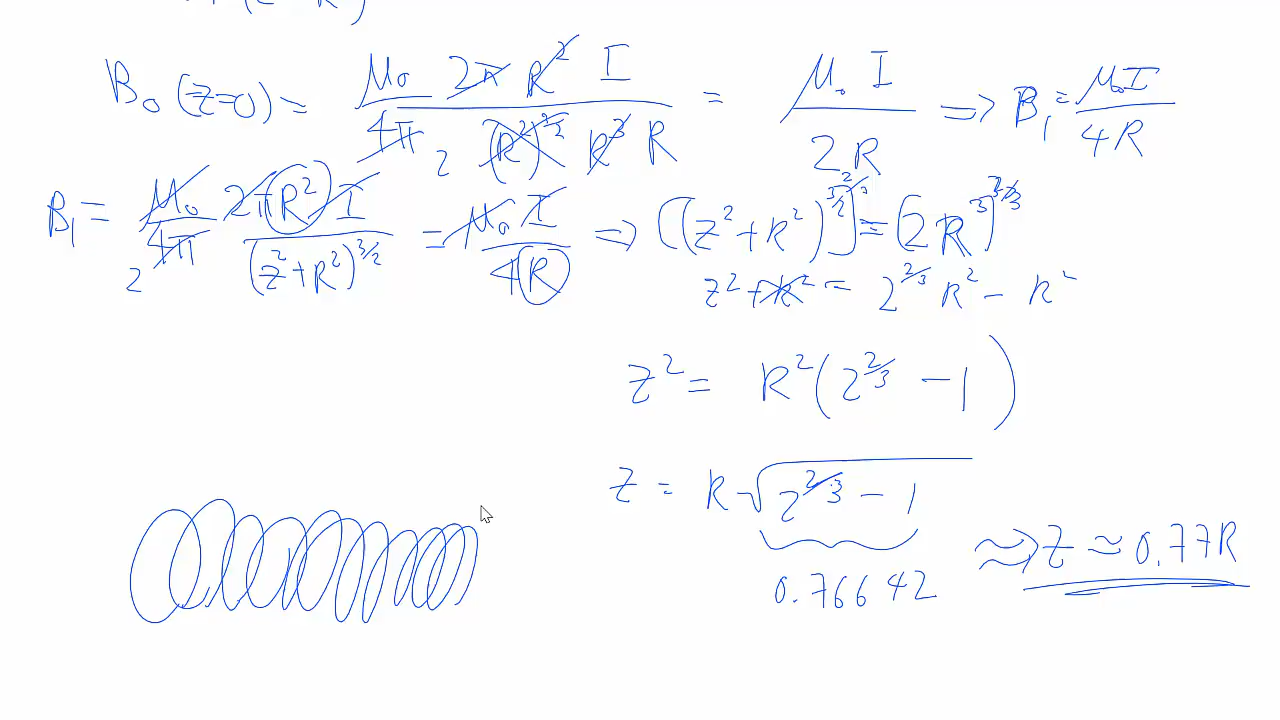 B₀(z=0) = μ₀ 2π R² I / 4π (R²)^{3/2} R³ R 2 = μ₀ I / 2R ⇒ B₁ = μ₀I / 4R
B₁ = μ₀ 2π R² I / 2 4π (z²+R²)^{3/2} = μ₀ I / 4R ⇒ [(z²+R²)^{3/2}]^{2/3} = (2R³)^{2/3}
z²+R² = 2^{2/3} R² - R²
z² = R²(2^{2/3} - 1)
z = R√(2^{2/3} - 1)
0.76642 ≈> z ≈ 0.77R